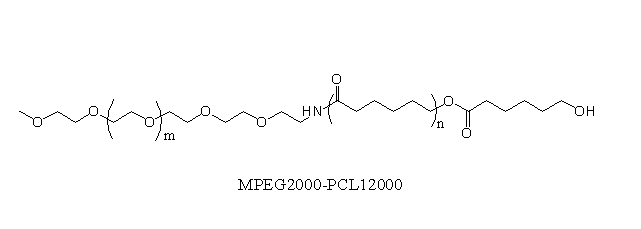 O O O m O O HN O n O O OH
MPEG2000-PCL12000